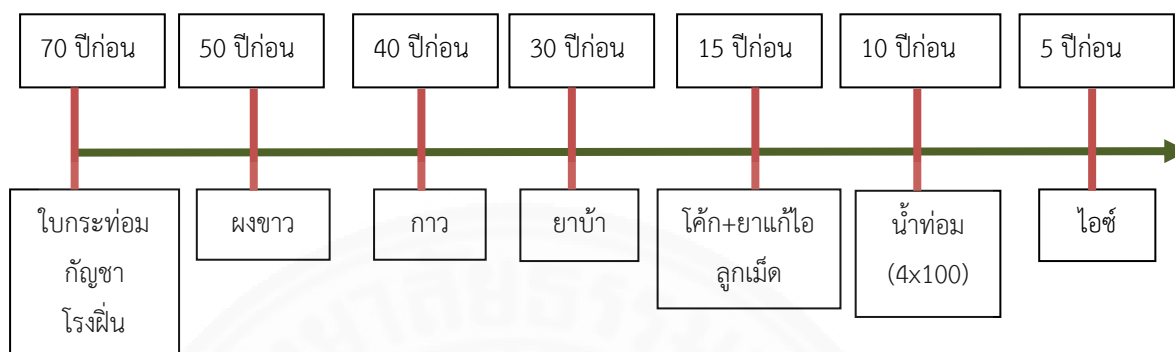 70 ปีก่อน
50 ปีก่อน
40 ปีก่อน
30 ปีก่อน
15 ปีก่อน
10 ปีก่อน
5 ปีก่อน
ใบกระท่อม
กัญชา
โรงฝิ่น
ผงขาว
กาว
ยาบ้า
โค้ก+ยาแก้ไอ
ลูกเม็ด
น้ำท่อม
(4x100)
ไอซ์